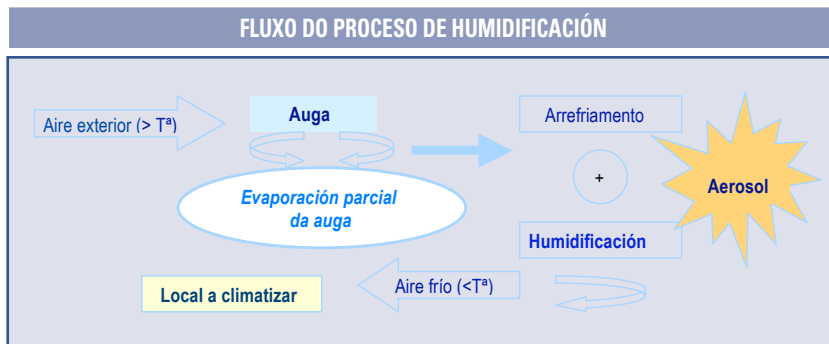 FLUXO DO PROCESO DE HUMIDIFICACIÓN
Aire exterior (> Tª)
Auga
Evaporación parcial
da auga
Arrefriamento
+
Humidificación
Aerosol
Aire frío (<Tª)
Local a climatizar